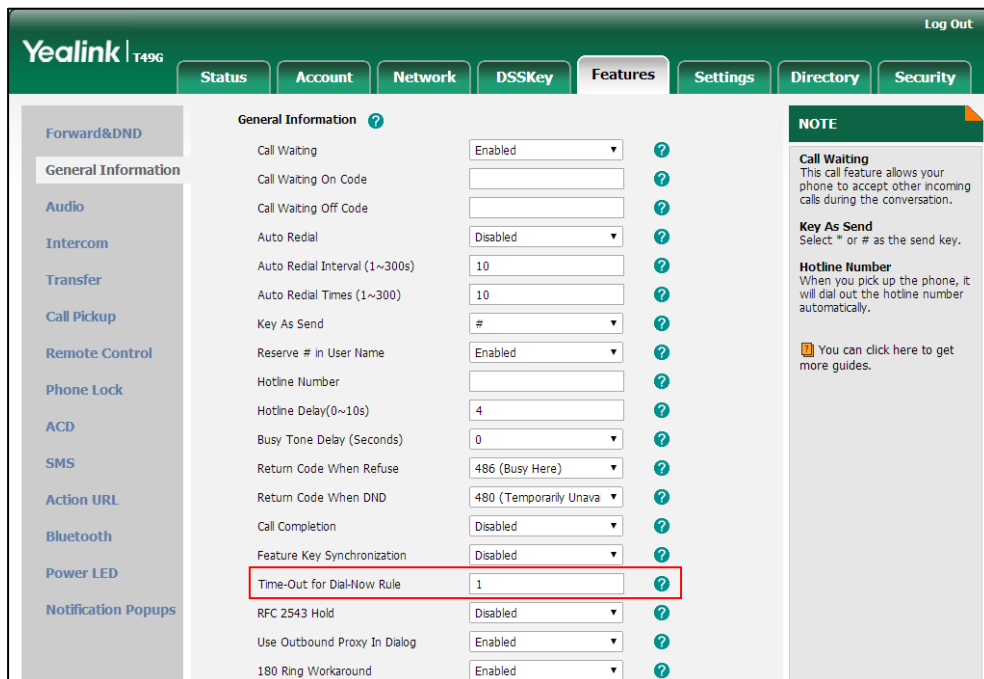 Log Out
Yealink T49G
Status Account Network DSSKey Features Settings Directory Security
Forward&DND
General Information
Audio
Intercom
Transfer
Call Pickup
Remote Control
Phone Lock
ACD
SMS
Action URL
Bluetooth
Power LED
Notification Popups
General Information ?
Call Waiting Enabled ?
Call Waiting On Code ?
Call Waiting Off Code ?
Auto Redial Disabled ?
Auto Redial Interval (1~300s) 10 ?
Auto Redial Times (1~300) 10 ?
Key As Send # ?
Reserve # in User Name Enabled ?
Hotline Number ?
Hotline Delay(0~10s) 4 ?
Busy Tone Delay (Seconds) 0 ?
Return Code When Refuse 486 (Busy Here) ?
Return Code When DND 480 (Temporarily Unava ?
Call Completion Disabled ?
Feature Key Synchronization Disabled ?
Time-Out for Dial-Now Rule 1 ?
RFC 2543 Hold Disabled ?
Use Outbound Proxy In Dialog Enabled ?
180 Ring Workaround Enabled ?
NOTE
Call Waiting
This call feature allows your
phone to accept other incoming
calls during the conversation.
Key As Send
Select * or # as the send key.
Hotline Number
When you pick up the phone, it
will dial out the hotline number
automatically.
? You can click here to get
more guides.